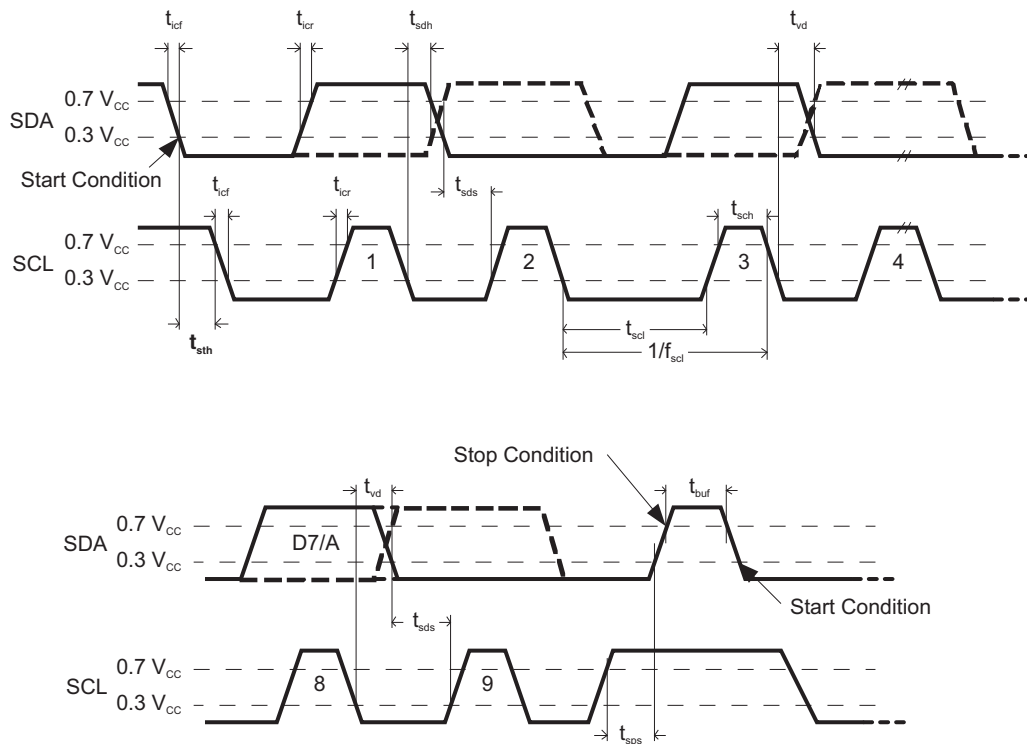 t_icf t_icr t_sdh t_vd
0.7 V_CC
SDA
0.3 V_CC
Start Condition
t_icf t_icr t_sds t_sch
0.7 V_CC
SCL
0.3 V_CC
1 2 3 4
t_sth
t_scl
1/f_scl
Stop Condition
t_vd t_buf
0.7 V_CC
SDA
D7/A
0.3 V_CC
Start Condition
t_sds
0.7 V_CC
SCL
0.3 V_CC
8 9
t_sps